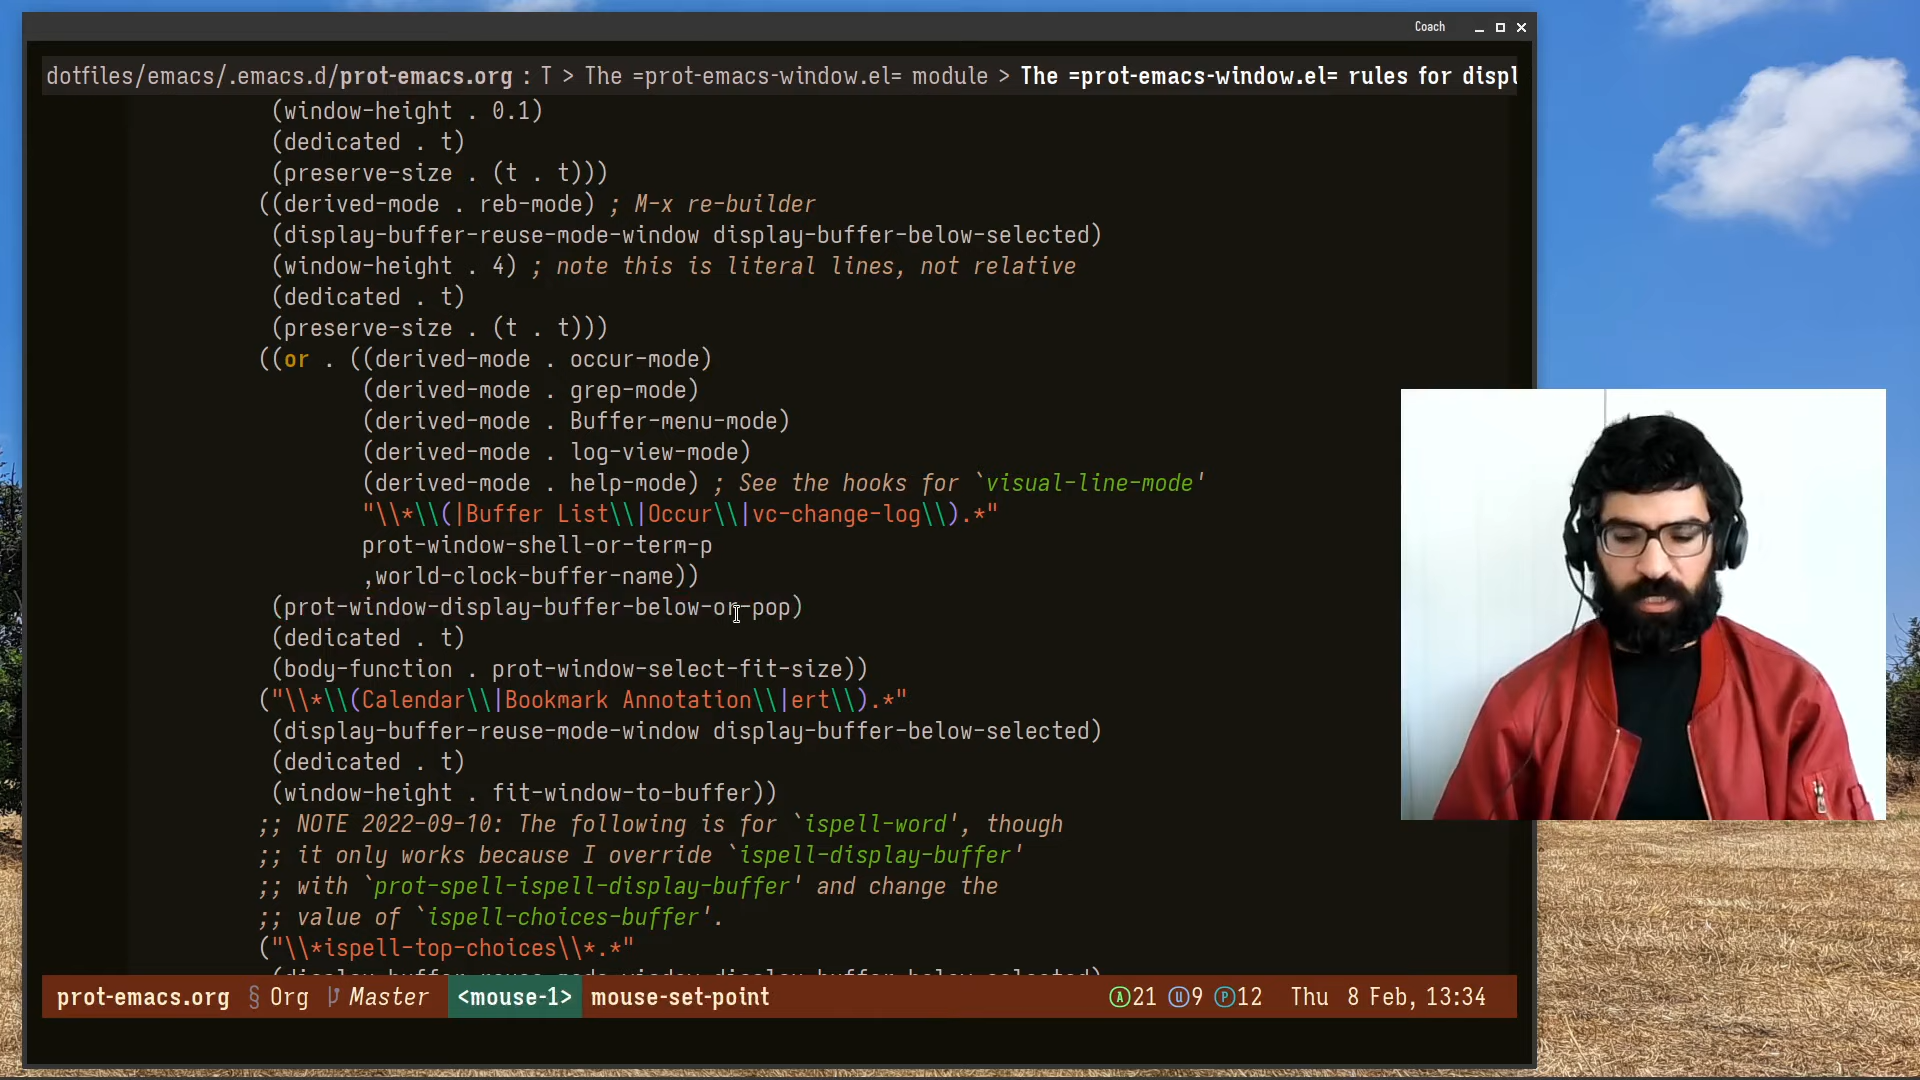 Coach
dotfiles/emacs/.emacs.d/prot-emacs.org : T > The =prot-emacs-window.el= module > The =prot-emacs-window.el= rules for displ
(window-height . 0.1)
(dedicated . t)
(preserve-size . (t . t)))
((derived-mode . reb-mode) ; M-x re-builder
(display-buffer-reuse-mode-window display-buffer-below-selected)
(window-height . 4) ; note this is literal lines, not relative
(dedicated . t)
(preserve-size . (t . t)))
((or . ((derived-mode . occur-mode)
(derived-mode . grep-mode)
(derived-mode . Buffer-menu-mode)
(derived-mode . log-view-mode)
(derived-mode . help-mode) ; See the hooks for `visual-line-mode'
"\\*\\(|Buffer List\\|Occur\\|vc-change-log\\).*"
prot-window-shell-or-term-p
,world-clock-buffer-name))
(prot-window-display-buffer-below-or-pop)
(dedicated . t)
(body-function . prot-window-select-fit-size))
("\\*\\(Calendar\\|Bookmark Annotation\\|ert\\).*"
(display-buffer-reuse-mode-window display-buffer-below-selected)
(dedicated . t)
(window-height . fit-window-to-buffer))
;; NOTE 2022-09-10: The following is for `ispell-word', though
;; it only works because I override `ispell-display-buffer'
;; with `prot-spell-ispell-display-buffer' and change the
;; value of `ispell-choices-buffer'.
("\\*ispell-top-choices\\*.*"
(display-buffer-reuse-mode-window display-buffer-below-selected)
prot-emacs.org § Org Master <mouse-1> mouse-set-point A 21 U 9 P 12 Thu 8 Feb, 13:34